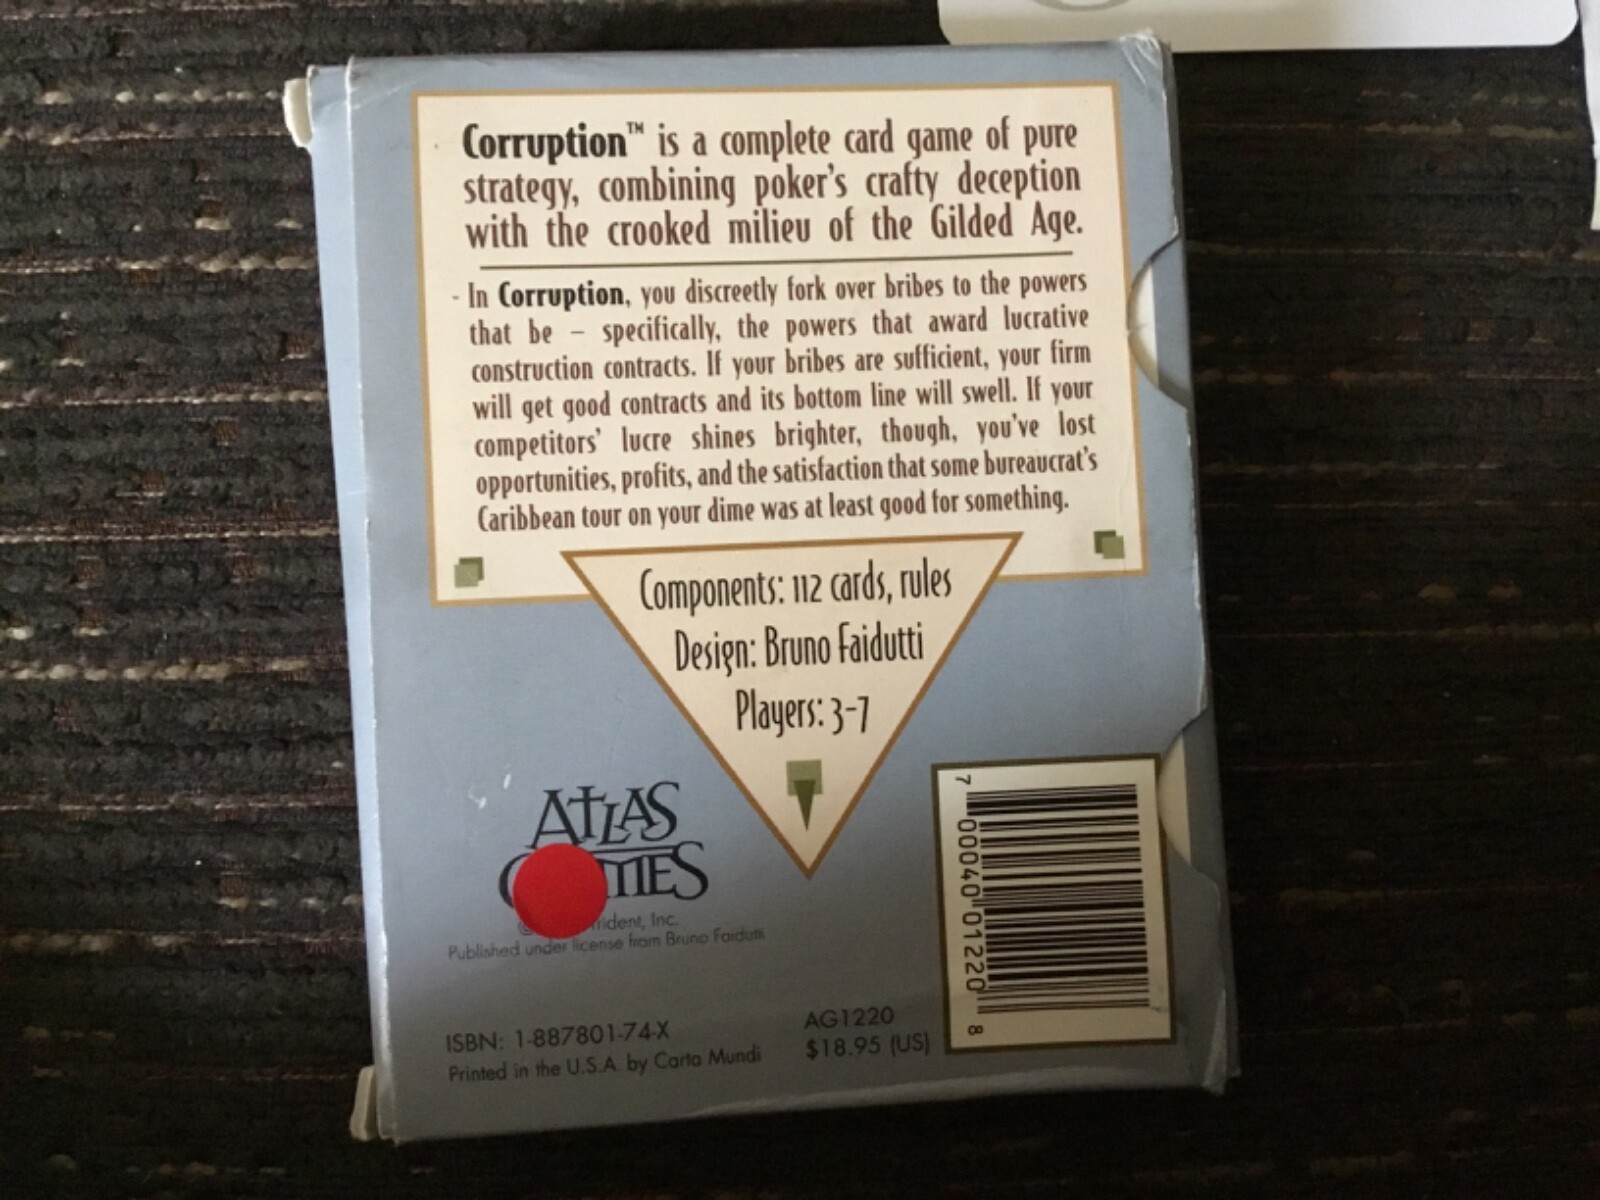 Corruption™ is a complete card game of pure
strategy, combining poker's crafty deception
with the crooked milieu of the Gilded Age.
- In Corruption, you discreetly fork over bribes to the powers
that be – specifically, the powers that award lucrative
construction contracts. If your bribes are sufficient, your firm
will get good contracts and its bottom line will swell. If your
competitors' lucre shines brighter, though, you've lost
opportunities, profits, and the satisfaction that some bureaucrat's
Caribbean tour on your dime was at least good for something.
Components: 112 cards, rules
Design: Bruno Faidutti
Players: 3-7
ATLAS
©
Inc.
Published under license from Bruno Faidutti
ISBN: 1-887801-74-X
Printed in the U.S.A. by Carta Mundi
AG1220
$18.95 (US)
7 00040 01220 8